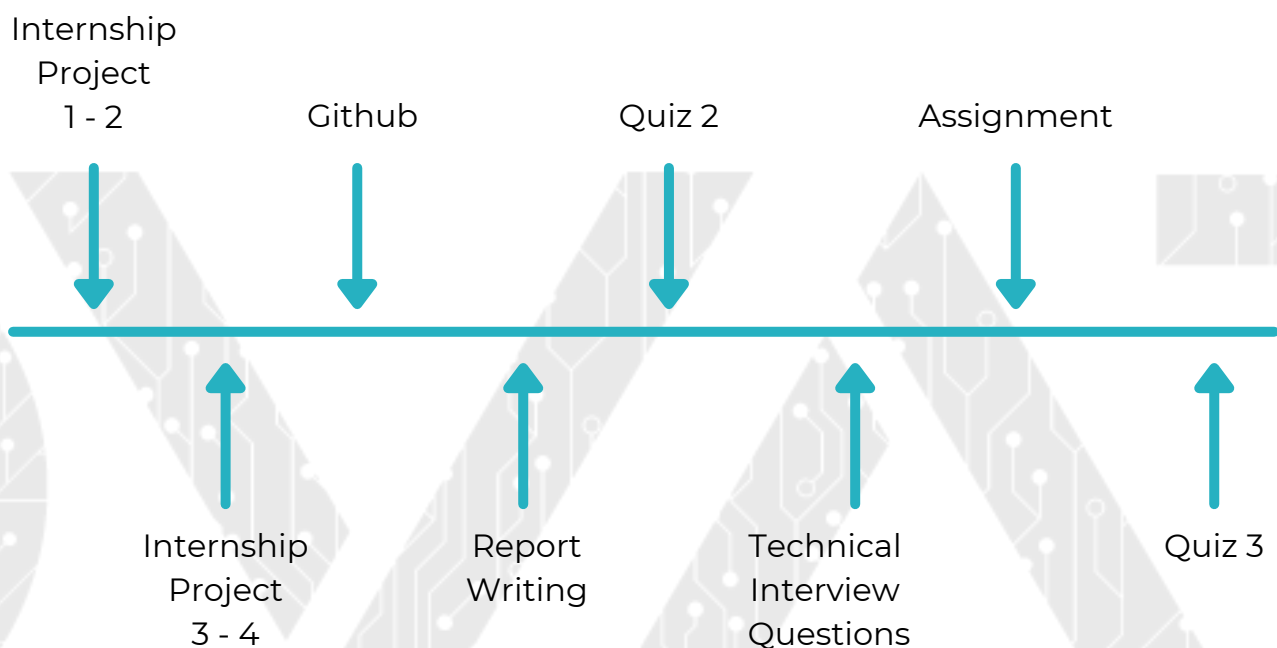 Internship
Project
1 - 2
Github
Quiz 2
Assignment
Internship
Project
3 - 4
Report
Writing
Technical
Interview
Questions
Quiz 3